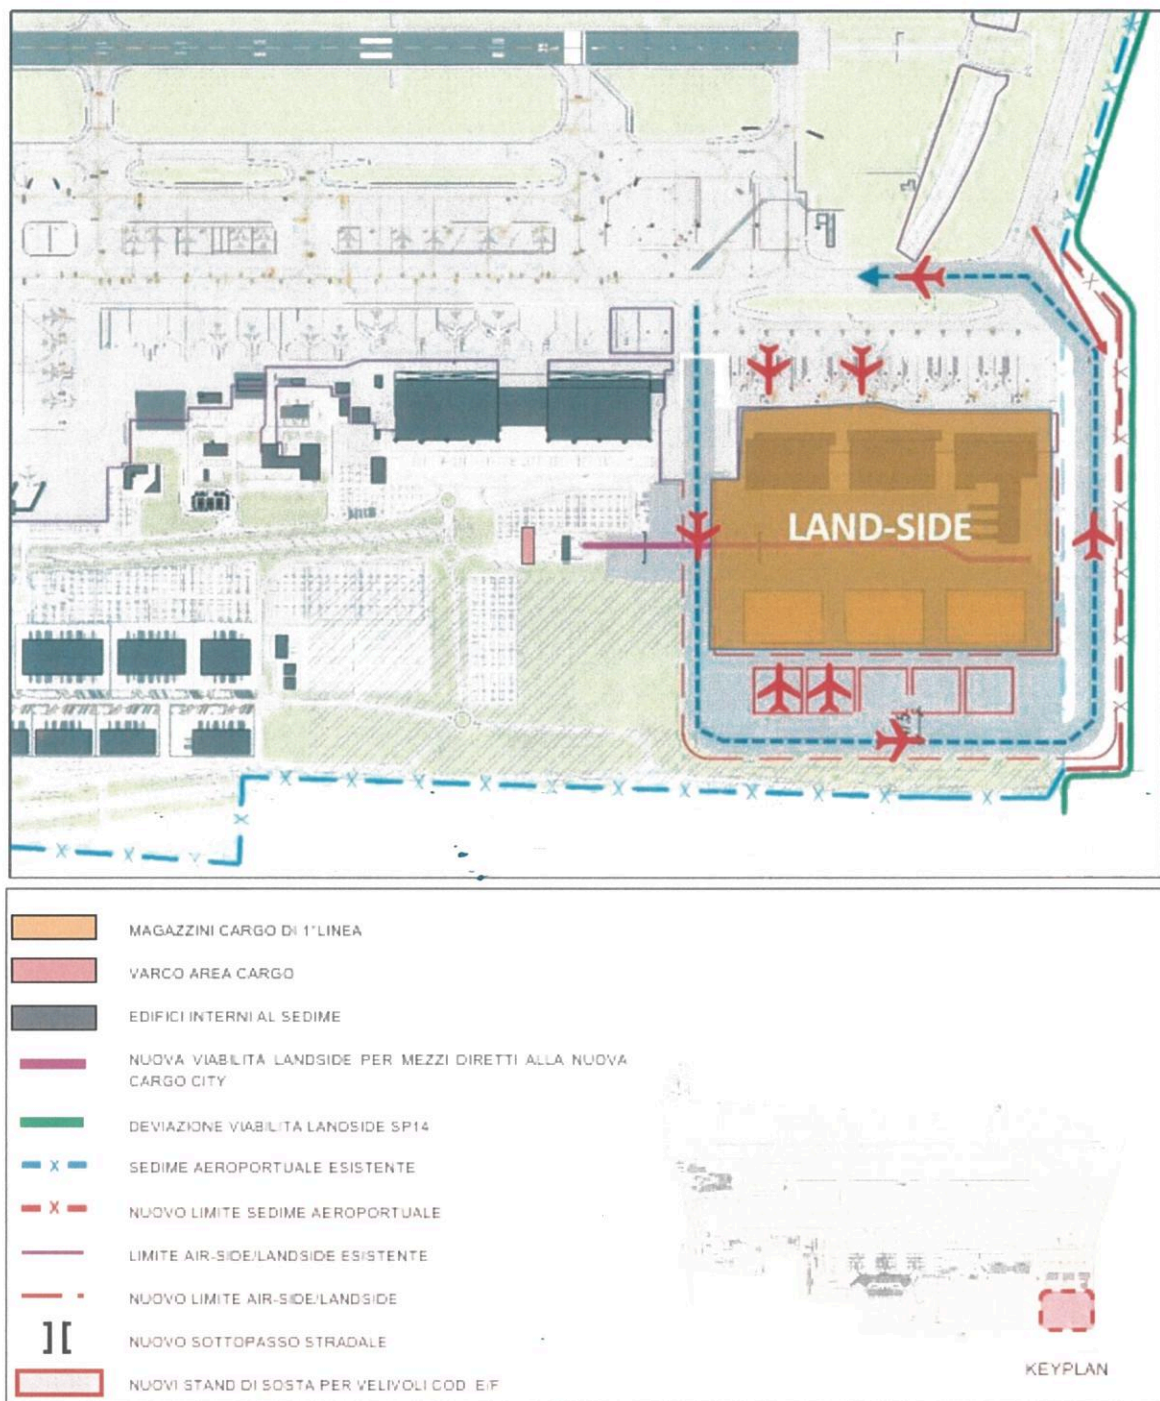 LAND-SIDE
MAGAZZINI CARGO DI 1°LINEA
VARCO AREA CARGO
EDIFICI INTERNI AL SEDIME
NUOVA VIABILITÀ LANDSIDE PER MEZZI DIRETTI ALLA NUOVA
CARGO CITY
DEVIAZIONE VIABILITÀ LANDSIDE SP14
SEDIME AEROPORTUALE ESISTENTE
NUOVO LIMITE SEDIME AEROPORTUALE
LIMITE AIR-SIDE/LANDSIDE ESISTENTE
NUOVO LIMITE AIR-SIDE/LANDSIDE
NUOVO SOTTOPASSO STRADALE
NUOVI STAND DI SOSTA PER VELIVOLI COD. E/F
KEYPLAN